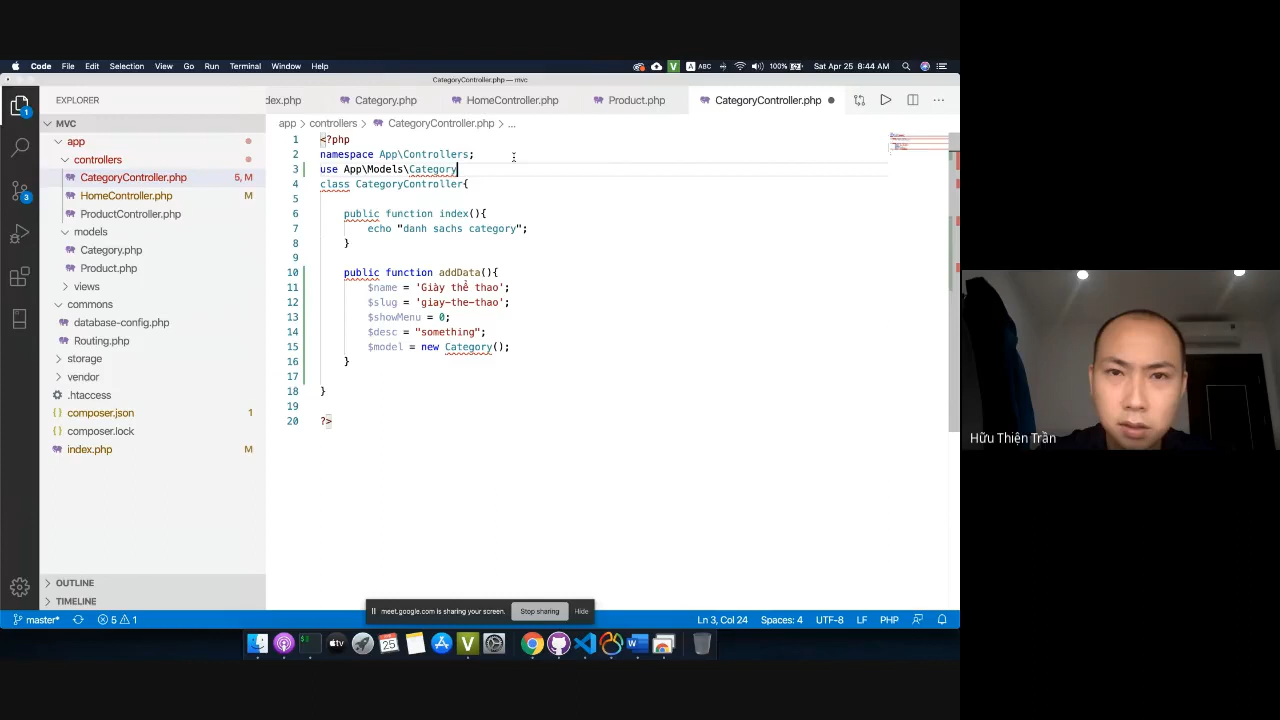 Code File Edit Selection View Go Run Terminal Window Help
V A ABC 100% Sat Apr 25 8:44 AM
CategoryController.php — mvc
EXPLORER
dex.php Category.php HomeController.php Product.php CategoryController.php
app > controllers > CategoryController.php > ...
MVC
app
controllers
CategoryController.php 5, M
HomeController.php M
ProductController.php
models
Category.php
Product.php
views
commons
database-config.php
Routing.php
storage
vendor
.htaccess
composer.json 1
composer.lock
index.php M
OUTLINE
TIMELINE
1
3
1 <?php
2 namespace App\Controllers;
3 use App\Models\Category
4 class CategoryController{
5
6 public function index(){
7 echo "danh sachs category";
8 }
9
10 public function addData(){
11 $name = 'Giày thể thao';
12 $slug = 'giay-the-thao';
13 $showMenu = 0;
14 $desc = "something";
15 $model = new Category();
16 }
17
18 }
19
20 ?>
meet.google.com is sharing your screen. Stop sharing Hide
master* 5 1 Ln 3, Col 24 Spaces: 4 UTF-8 LF PHP
tv 25 V W
Hữu Thiện Trần